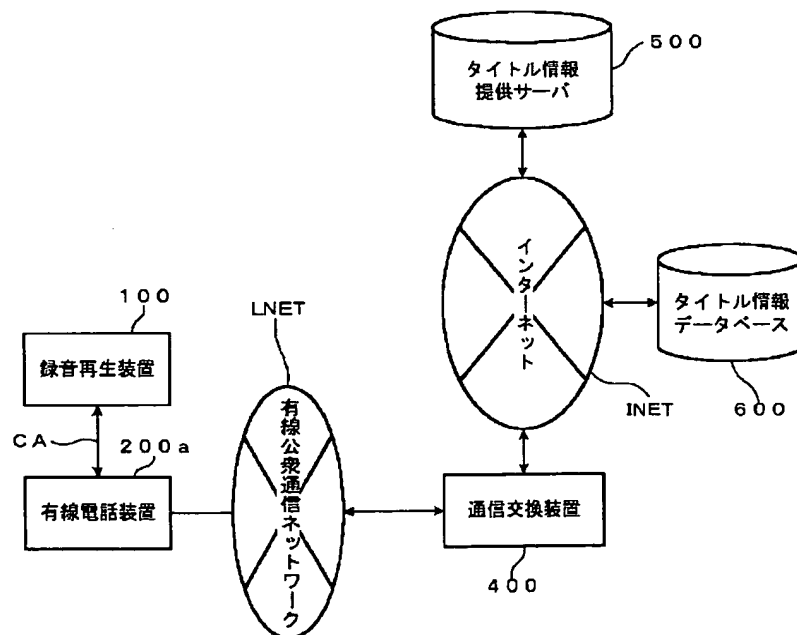 500
タイトル情報
提供サーバ
インターネット
タイトル情報
データベース
600
INET
100
録音再生装置
LNET
CA
200a
有線電話装置
有線公衆通信ネットワーク
通信交換装置
400